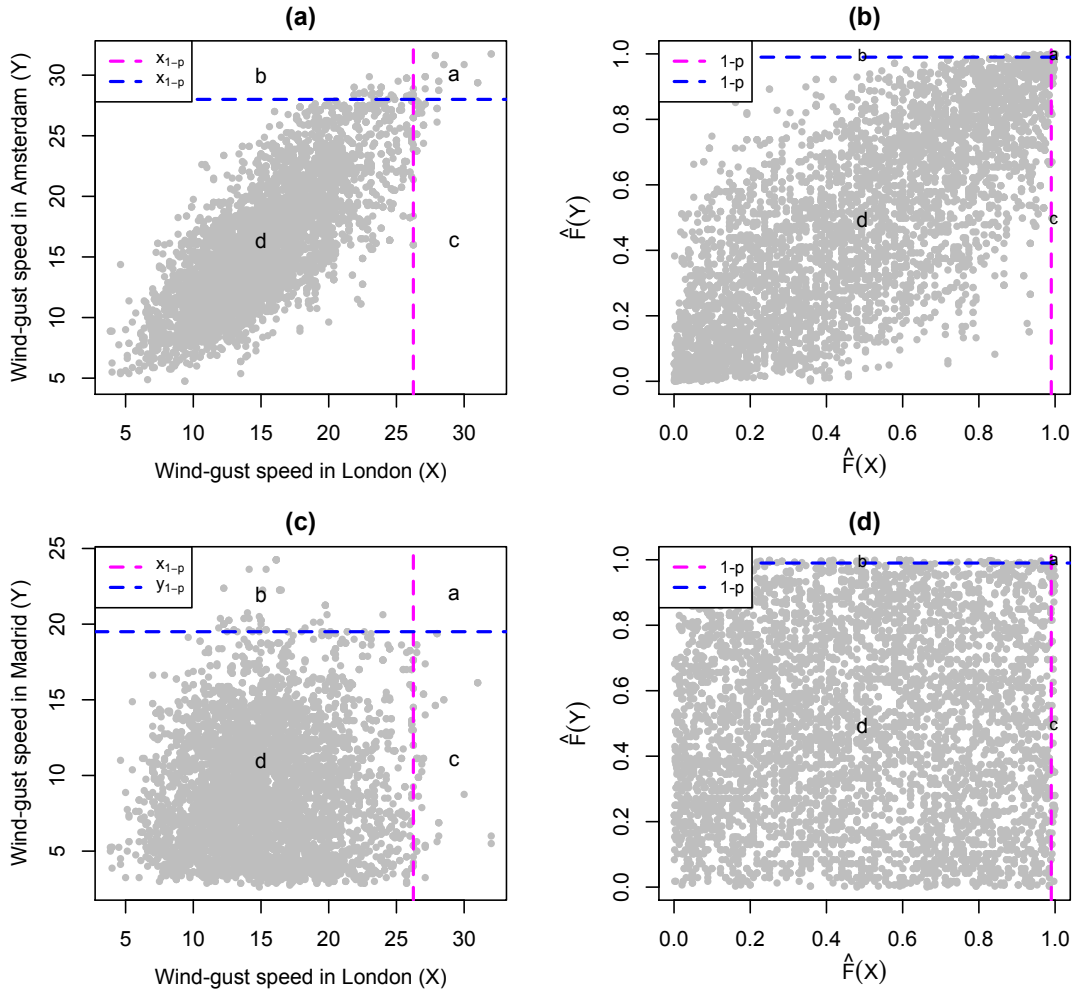 (a)
Wind-gust speed in Amsterdam (Y)
30
25
20
15
10
5
x1−p
x1−p
b
a
d
c
5 10 15 20 25 30
Wind-gust speed in London (X)
(b)
F̂(Y)
1.0
0.8
0.6
0.4
0.2
0.0
1-p
1-p
b
a
d
c
0.0 0.2 0.4 0.6 0.8 1.0
F̂(X)
(c)
Wind-gust speed in Madrid (Y)
25
20
15
10
5
x1−p
y1−p
b
a
d
c
5 10 15 20 25 30
Wind-gust speed in London (X)
(d)
F̂(Y)
1.0
0.8
0.6
0.4
0.2
0.0
1-p
1-p
b
a
d
c
0.0 0.2 0.4 0.6 0.8 1.0
F̂(X)